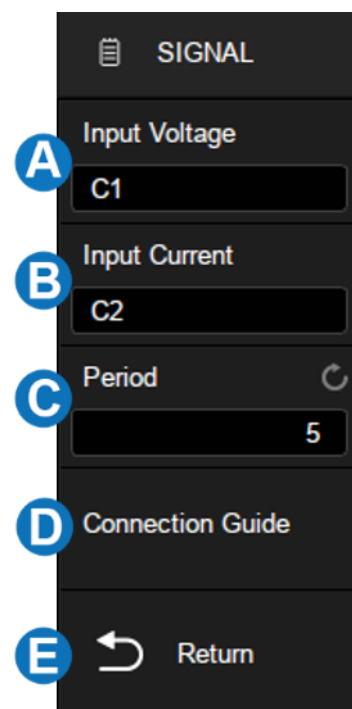 SIGNAL
A
Input Voltage
C1
B
Input Current
C2
C
Period
5
D
Connection Guide
E
Return